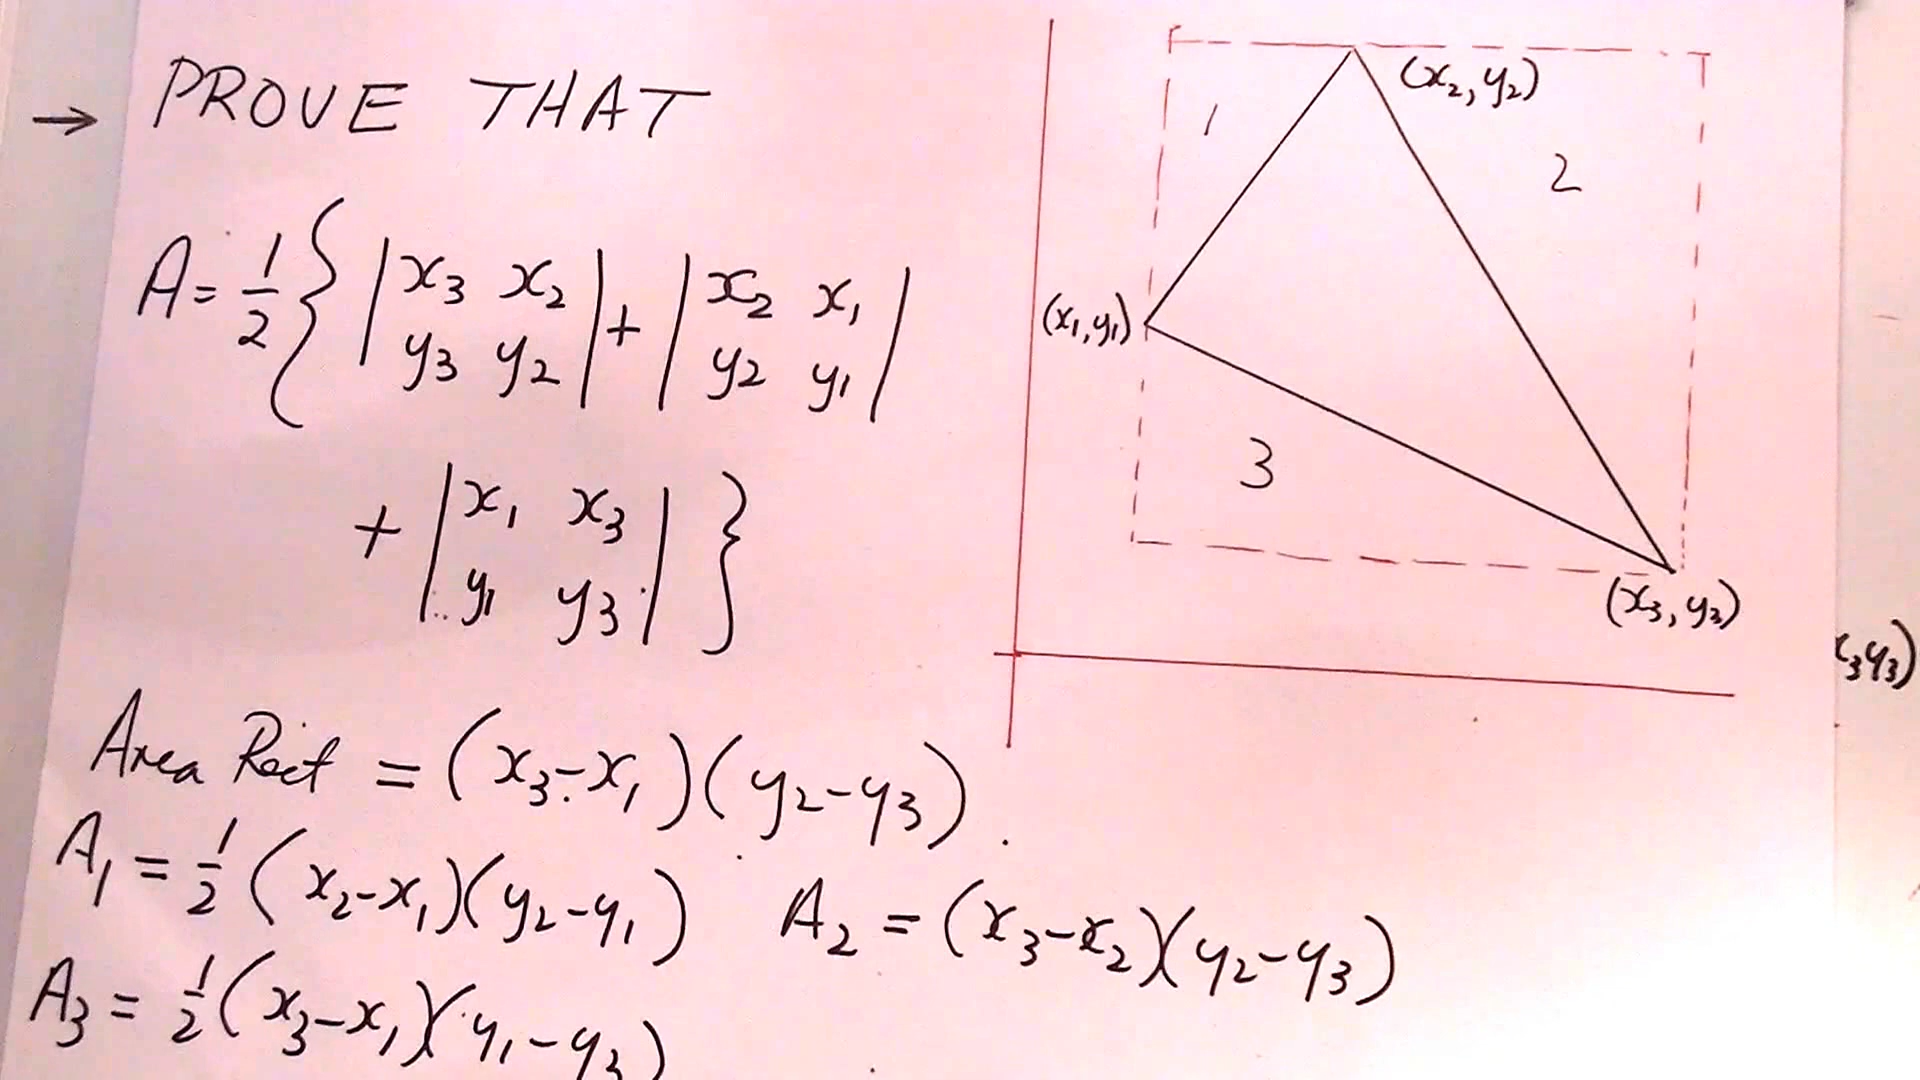 → PROVE THAT
A = 1/2 { | x₃ x₂ | + | x₂ x₁ |
y₃ y₂ y₂ y₁
+ | x₁ x₃ | }
y₁ y₃
1
(x₂, y₂)
2
(x₁, y₁)
3
(x₃, y₃)
x₃ y₃)
Area Rect = (x₃ - x₁)(y₂ - y₃)
A₁ = 1/2 (x₂ - x₁)(y₂ - y₁) A₂ = (x₃ - x₂)(y₂ - y₃)
A₃ = 1/2 (x₃ - x₁)(y₁ - y₃)